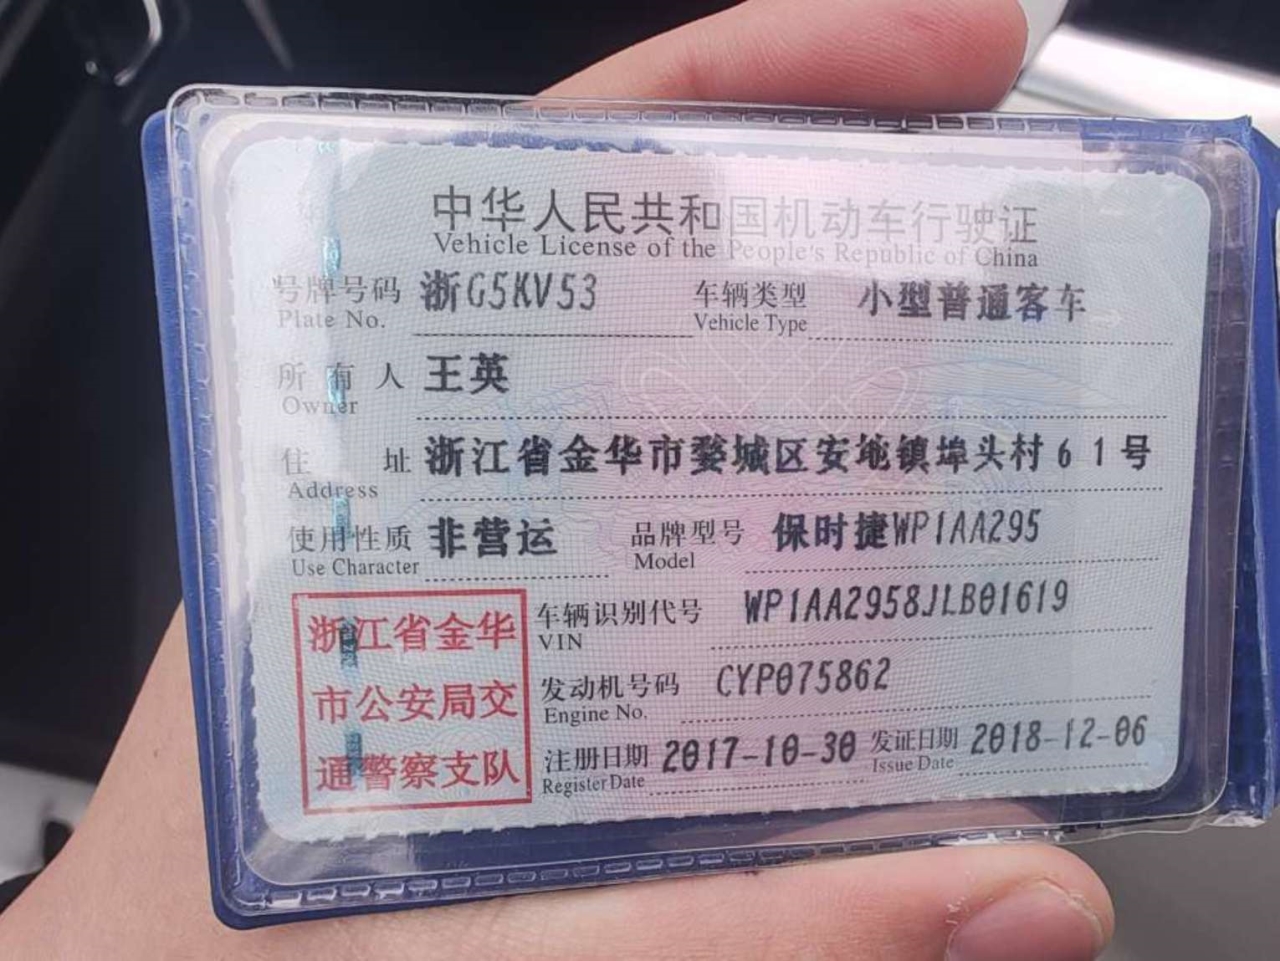 中华人民共和国机动车行驶证
Vehicle License of the People's Republic of China
号牌号码 浙G5KV53 车辆类型 小型普通客车
Plate No. Vehicle Type
所有人 王英
Owner
住址 浙江省金华市婺城区安地镇埠头村61号
Address
使用性质 非营运 品牌型号 保时捷WP1AA295
Use Character Model
浙江省金华
市公安局交
通警察支队
车辆识别代号 WP1AA2958JLB01619
VIN
发动机号码 CYP075862
Engine No.
注册日期 2017-10-30 发证日期 2018-12-06
Register Date Issue Date